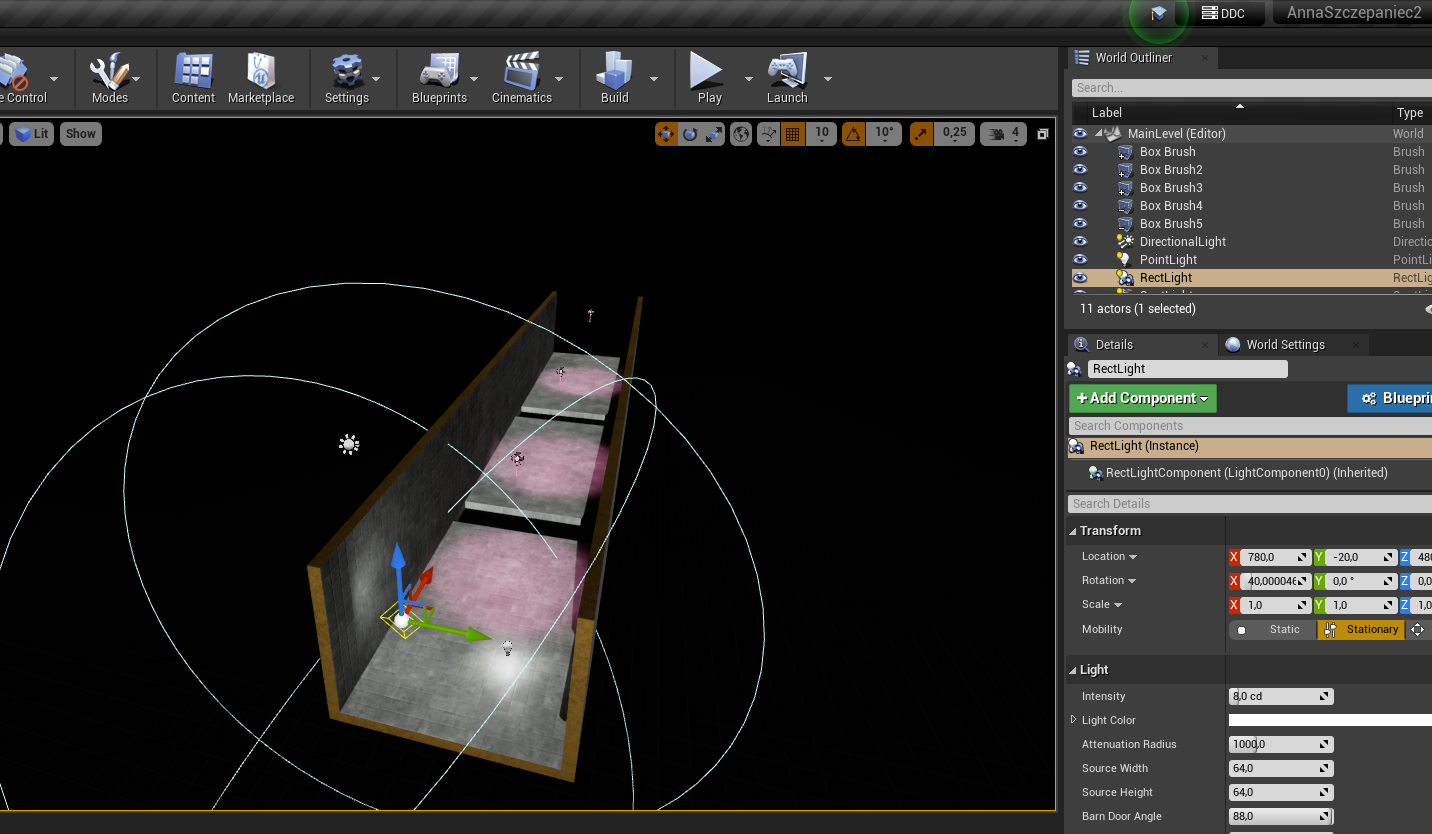 DDC
AnnaSzczepaniec2
e Control
Modes
Content
Marketplace
Settings
Blueprints
Cinematics
Build
Play
Launch
World Outliner
Search...
Lit
Show
10
10°
0,25
4
Label
Type
MainLevel (Editor)
World
Box Brush
Brush
Box Brush2
Brush
Box Brush3
Brush
Box Brush4
Brush
Box Brush5
Brush
DirectionalLight
Directio
PointLight
PointLi
RectLight
RectLig
11 actors (1 selected)
Details
World Settings
RectLight
+ Add Component
Blueprin
Search Components
RectLight (Instance)
RectLightComponent (LightComponent0) (Inherited)
Search Details
Transform
Location
X 780,0
Y -20,0
Z 480
Rotation
X 40,000046
Y 0,0 °
Z 0,0
Scale
X 1,0
Y 1,0
Z 1,0
Mobility
Static
Stationary
Light
Intensity
8,0 cd
Light Color
Attenuation Radius
1000,0
Source Width
64,0
Source Height
64,0
Barn Door Angle
88,0